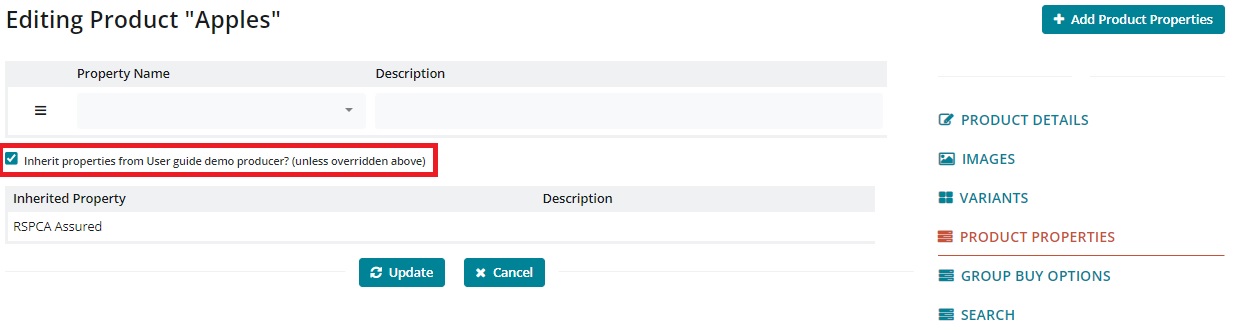 Editing Product "Apples"
Add Product Properties
Property Name Description
Inherit properties from User guide demo producer? (unless overridden above)
Inherited Property Description
RSPCA Assured
Update Cancel
PRODUCT DETAILS
IMAGES
VARIANTS
PRODUCT PROPERTIES
GROUP BUY OPTIONS
SEARCH